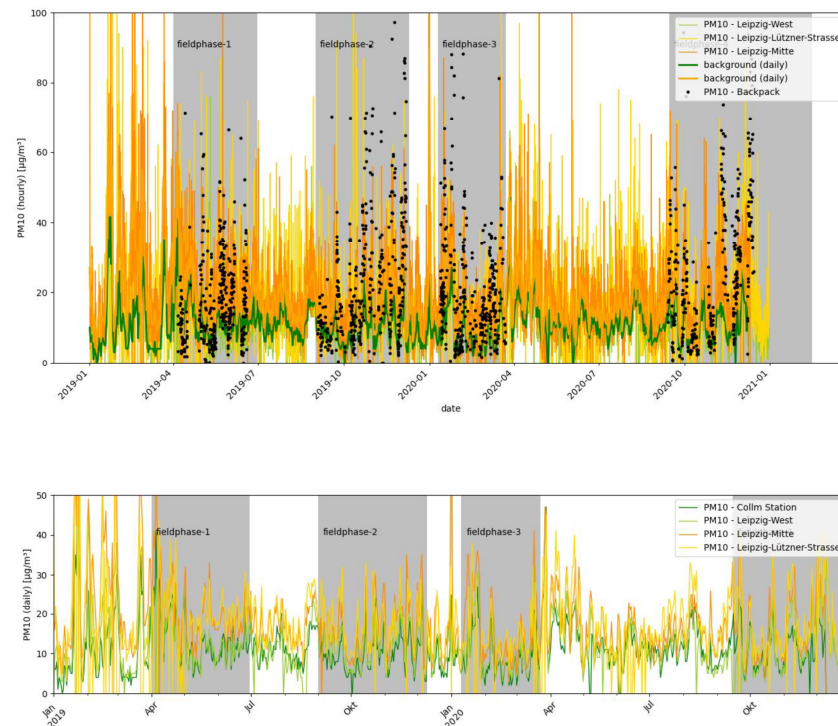 100
80
60
40
20
0
PM10 (hourly) [µg/m³]
fieldphase-1
fieldphase-2
fieldphase-3
PM10 - Leipzig-West
PM10 - Leipzig-Lützner-Strasse
PM10 - Leipzig-Mitte
background (daily)
background (daily)
PM10 - Backpack
2019-01
2019-04
2019-07
2019-10
2020-01
2020-04
2020-07
2020-10
2021-01
date
50
40
30
20
10
0
PM10 (daily) [µg/m³]
fieldphase-1
fieldphase-2
fieldphase-3
PM10 - Collm Station
PM10 - Leipzig-West
PM10 - Leipzig-Mitte
PM10 - Leipzig-Lützner-Strasse
Jan
2019
Apr
Jul
Okt
Jan
2020
Apr
Jul
Okt